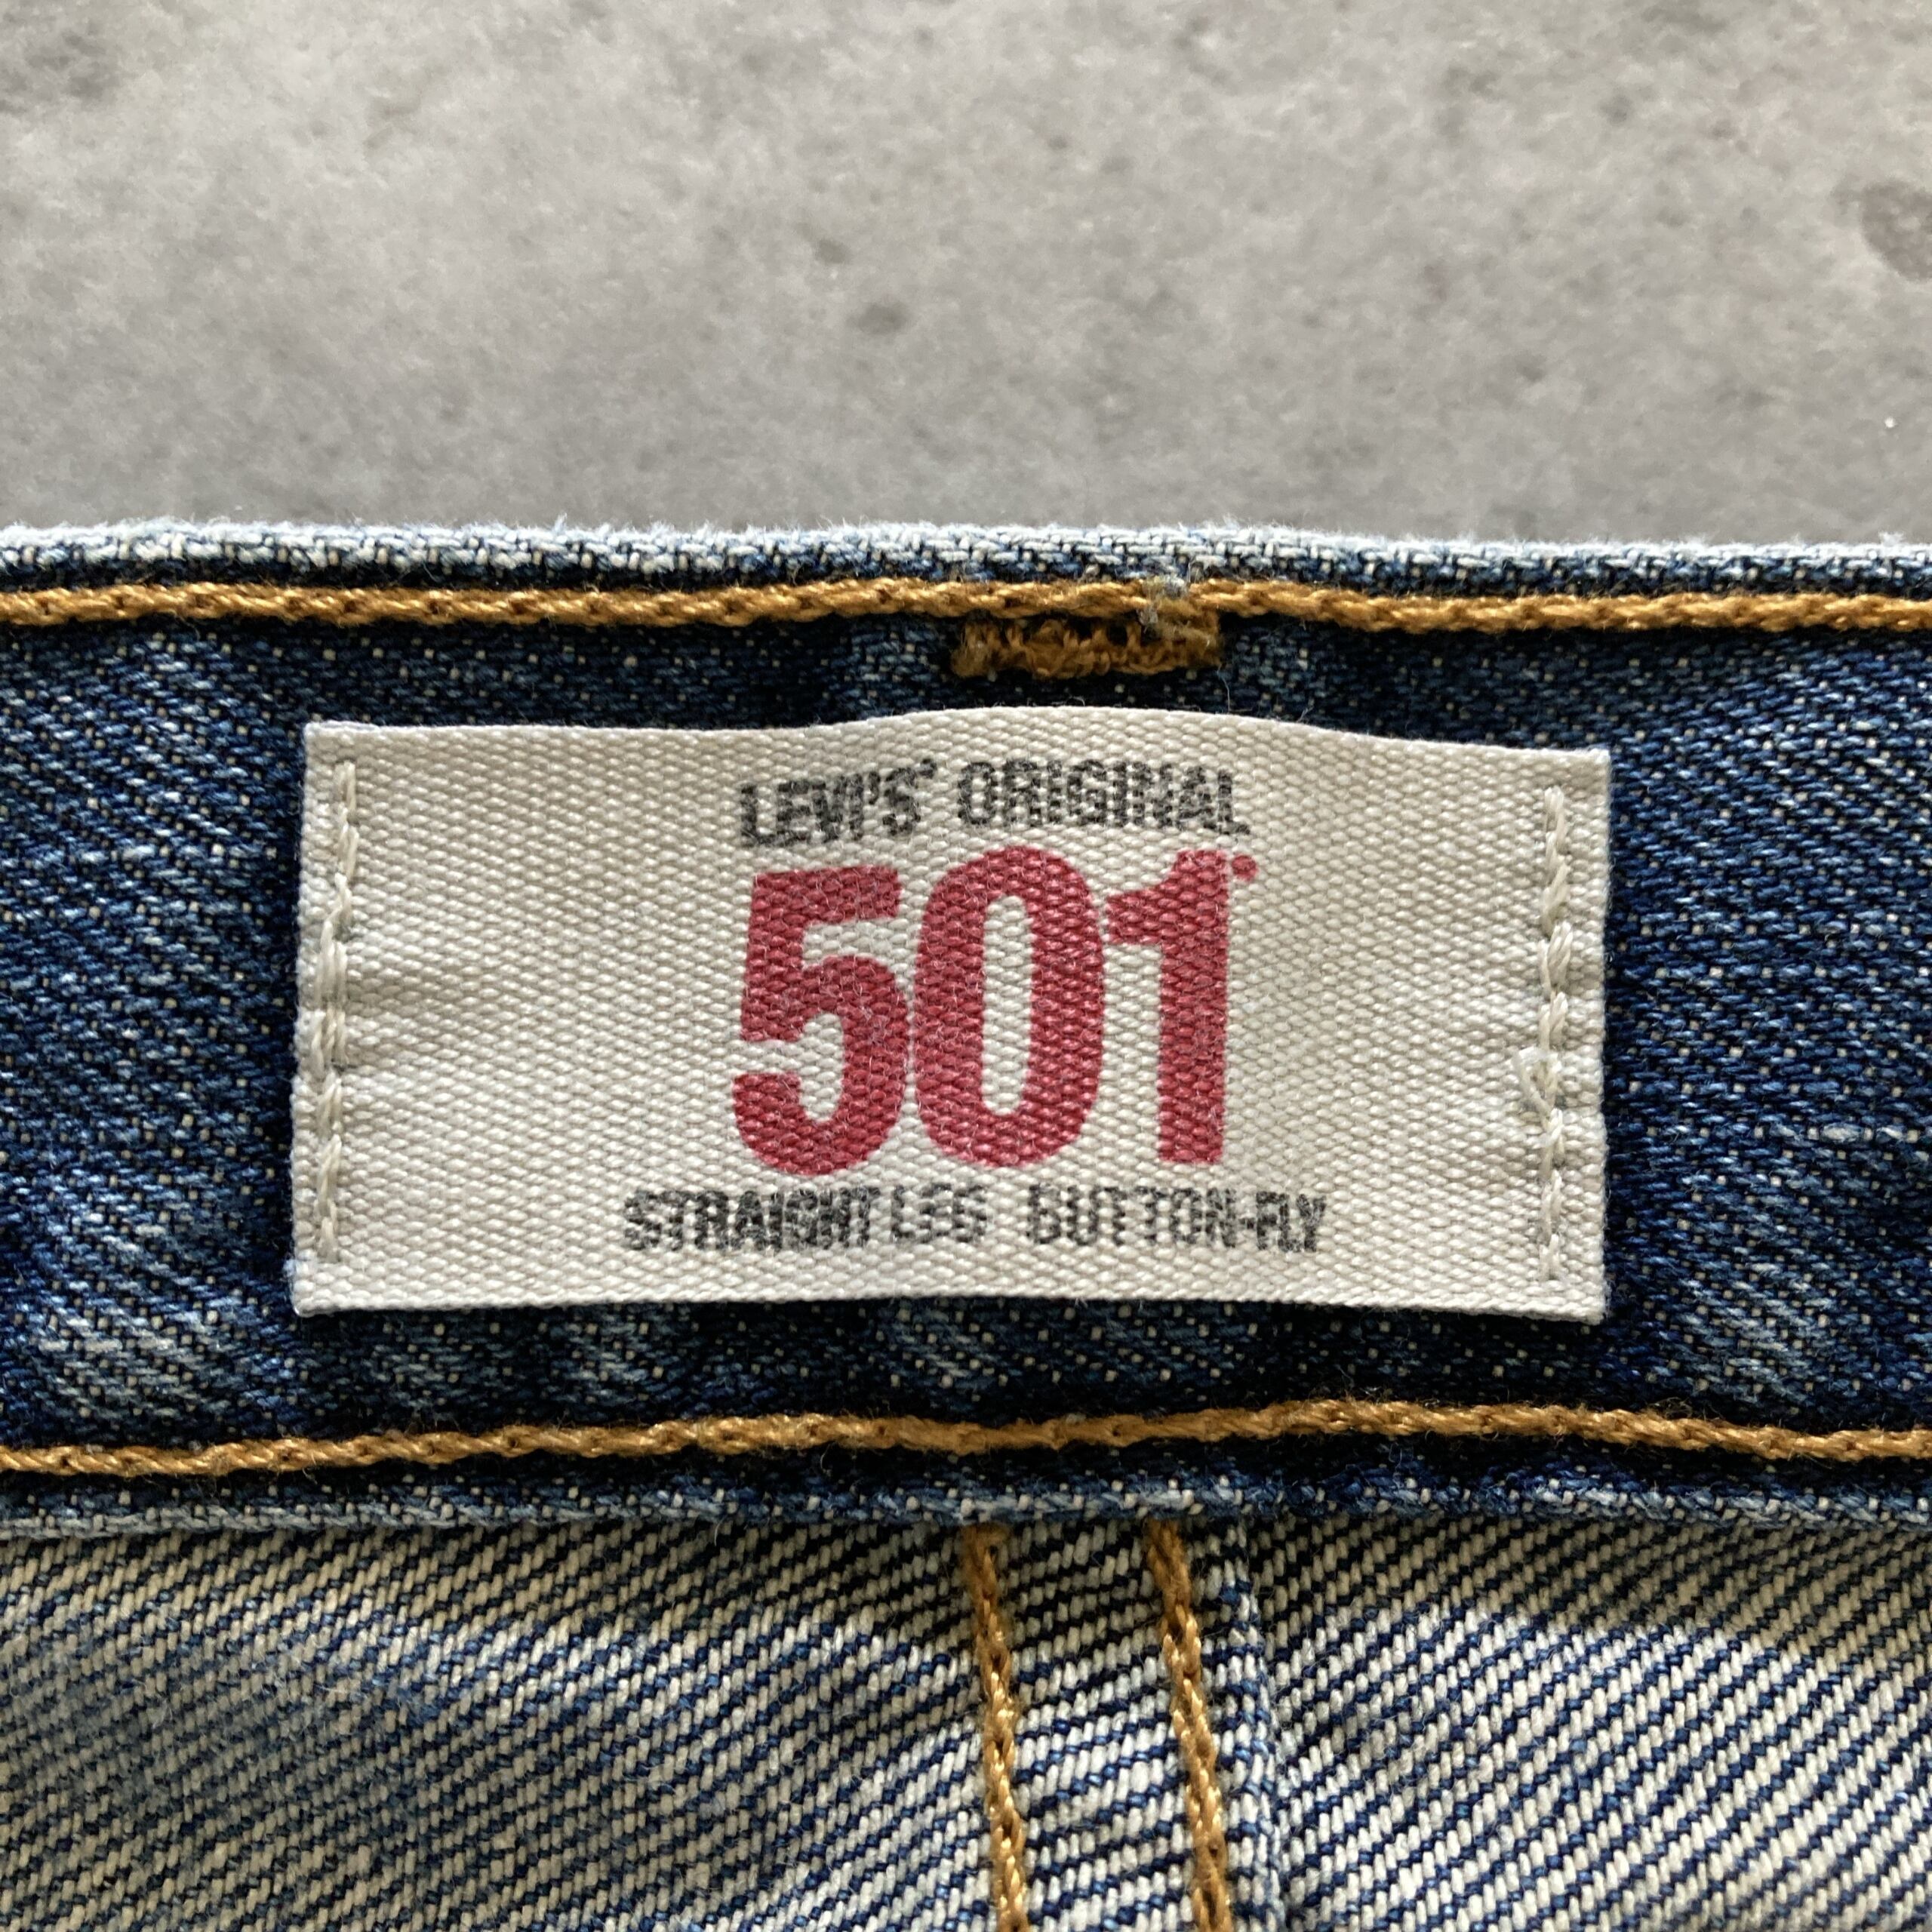 LEVI'S® ORIGINAL
501®
STRAIGHT LEG BUTTON-FLY